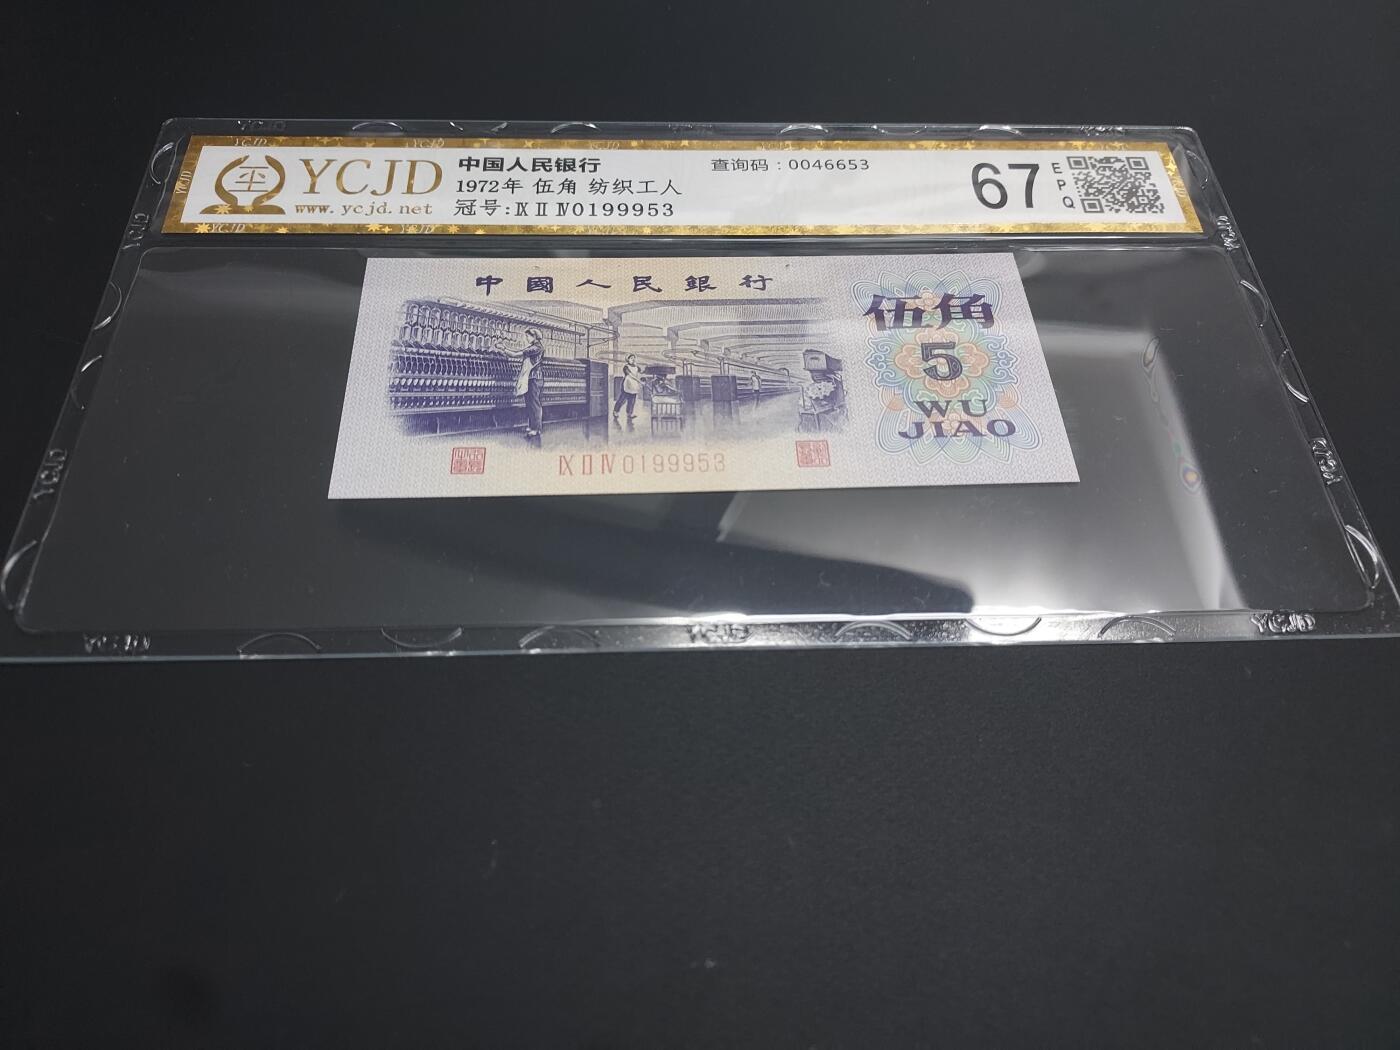 YCJD
www.ycjd.net
中国人民银行
1972年 伍角 纺织工人
冠号:Ⅸ Ⅱ Ⅳ0199953
查询码：0046653
67
EPQ
中國人民銀行
伍角
5
WU
JIAO
Ⅸ Ⅱ Ⅳ 0199953